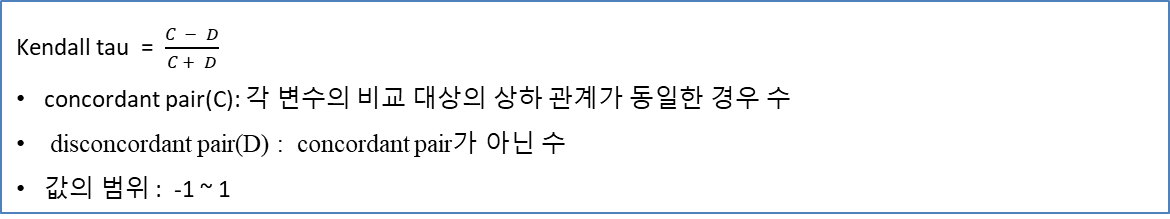 Kendall tau = (C - D) / (C + D)
• concordant pair(C): 각 변수의 비교 대상의 상하 관계가 동일한 경우 수
• disconcordant pair(D) : concordant pair가 아닌 수
• 값의 범위 : -1 ~ 1